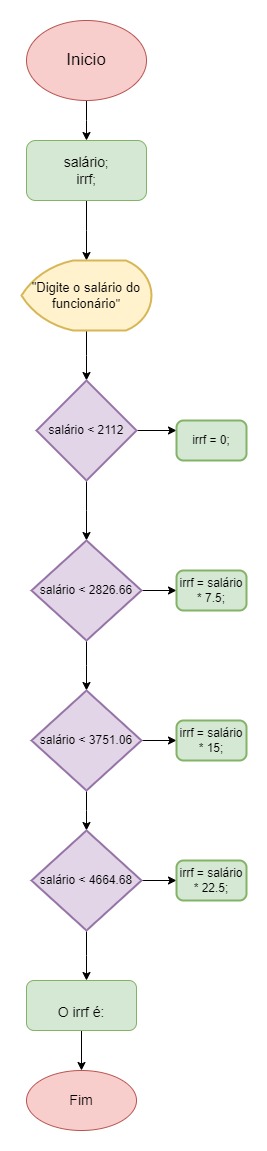 Inicio
salário;
irrf;
"Digite o salário do
funcionário"
salário < 2112
irrf = 0;
salário < 2826.66
irrf = salário
* 7.5;
salário < 3751.06
irrf = salário
* 15;
salário < 4664.68
irrf = salário
* 22.5;
O irrf é:
Fim